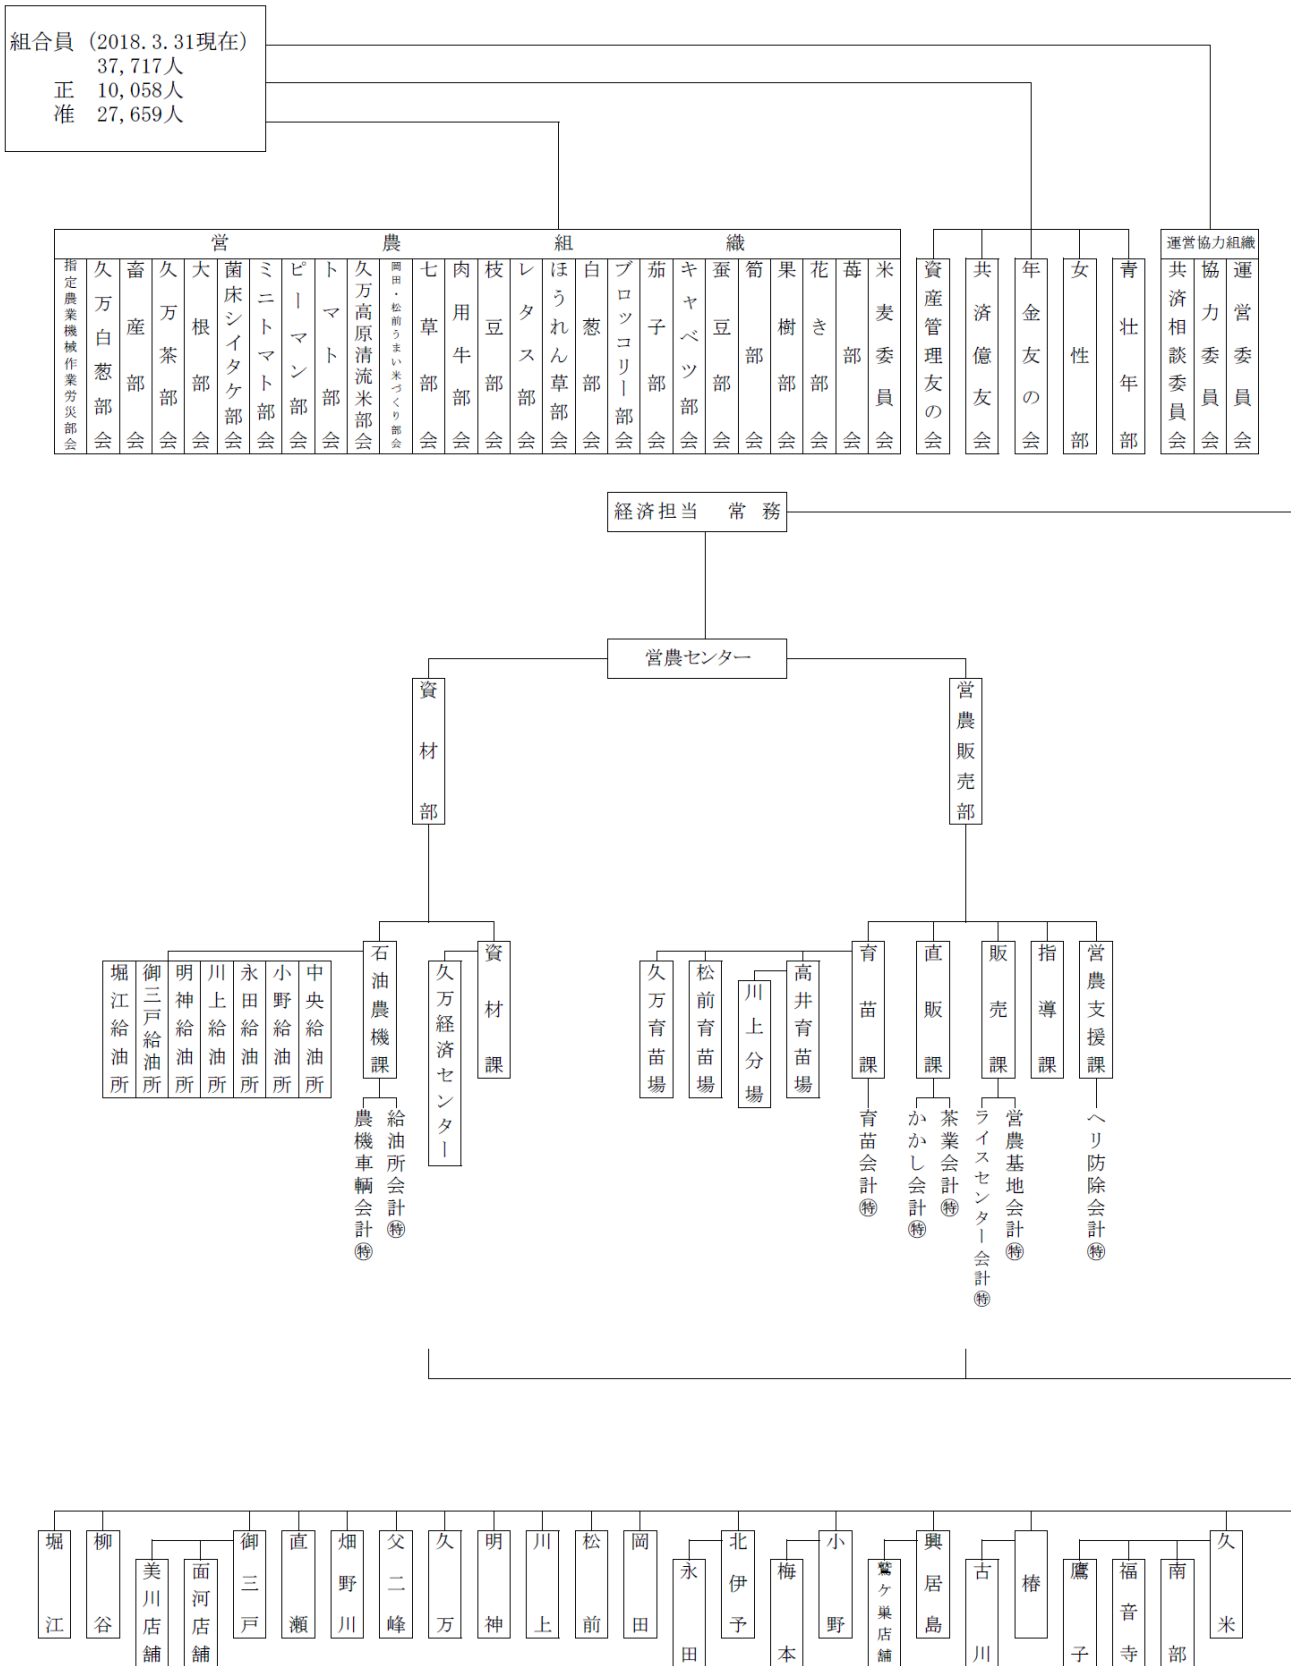 組合員 (2018.3.31現在)
37,717人
正 10,058人
准 27,659人
営農組織
指定農業機械作業労災部会
久万白葱部会
畜産部会
久万茶部会
大根部会
菌床シイタケ部会
ミニトマト部会
ピーマン部会
トマト部会
久万高原清流米部会
岡田・松前うまい米づくり部会
七草部会
肉用牛部会
枝豆部会
レタス部会
ほうれん草部会
白葱部会
ブロッコリー部会
茄子部会
キャベツ部会
蚕豆部会
筍部会
果樹部会
花き部会
苺部会
米麦委員会
資産管理友の会
共済億友会
年金友の会
女性部
青壮年部
運営協力組織
共済相談委員会
協力委員会
運営委員会
経済担当 常務
営農センター
資材部
営農販売部
堀江給油所
御三戸給油所
明神給油所
川上給油所
永田給油所
小野給油所
中央給油所
石油農機課
農機車輌会計㊕
給油所会計㊕
久万経済センター
資材課
久万育苗場
松前育苗場
川上分場
高井育苗場
育苗課
育苗会計㊕
直販課
かかし会計㊕
茶業会計㊕
販売課
ライスセンター会計㊕
営農基地会計㊕
指導課
営農支援課
ヘリ防除会計㊕
堀江
柳谷
美川店舗
面河店舗
御三戸
直瀬
畑野川
父二峰
久万
明神
川上
松前
岡田
永田
北伊予
梅本
小野
鷲ケ巣店舗
興居島
古川
椿
鷹子
福音寺
南部
久米